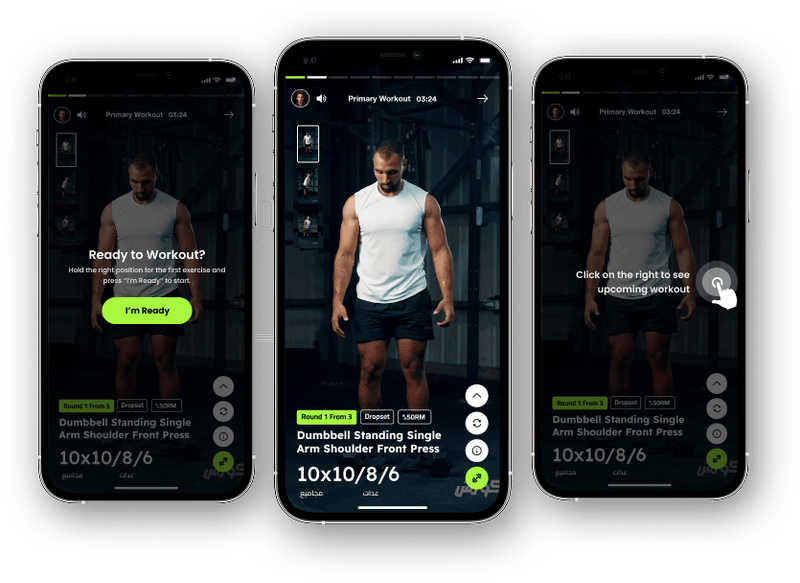 9:41
Primary Workout 03:24
Ready to Workout?
Hold the right position for the first exercise and
press “I’m Ready” to start.
I’m Ready
Round 1 From 3 Dropset %50RM
Dumbbell Standing Single
Arm Shoulder Front Press
10x10/8/6
مجاميع عدات
كورس
9:41
Primary Workout 03:24
Round 1 From 3 Dropset %50RM
Dumbbell Standing Single
Arm Shoulder Front Press
10x10/8/6
مجاميع عدات
كورس
9:41
Primary Workout 03:24
Click on the right to see
upcoming workout
Round 1 From 3 Dropset %50RM
Dumbbell Standing Single
Arm Shoulder Front Press
10x10/8/6
مجاميع عدات
كورس